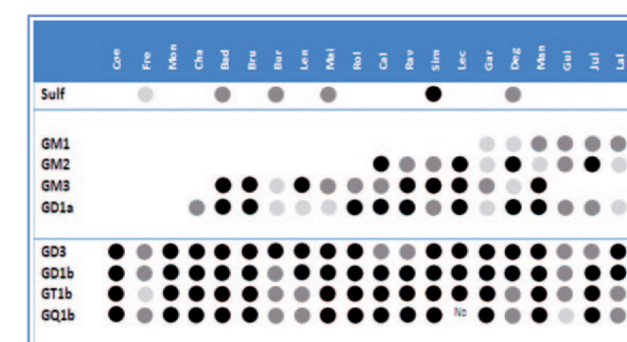 Coe Fre Mon Cha Bad Bru Bur Len Mai Rol Cal Rav Sim Lec Gar Deg Man Gui Jul Lal
Sulf
GM1
GM2
GM3
GD1a
GD3
GD1b
GT1b
GQ1b No